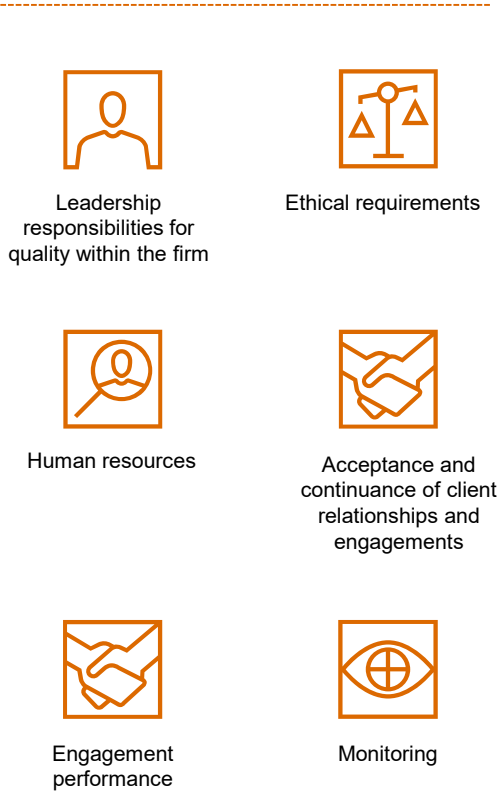 Leadership
responsibilities for
quality within the firm
Ethical requirements
Human resources
Acceptance and
continuance of client
relationships and
engagements
Engagement
performance
Monitoring